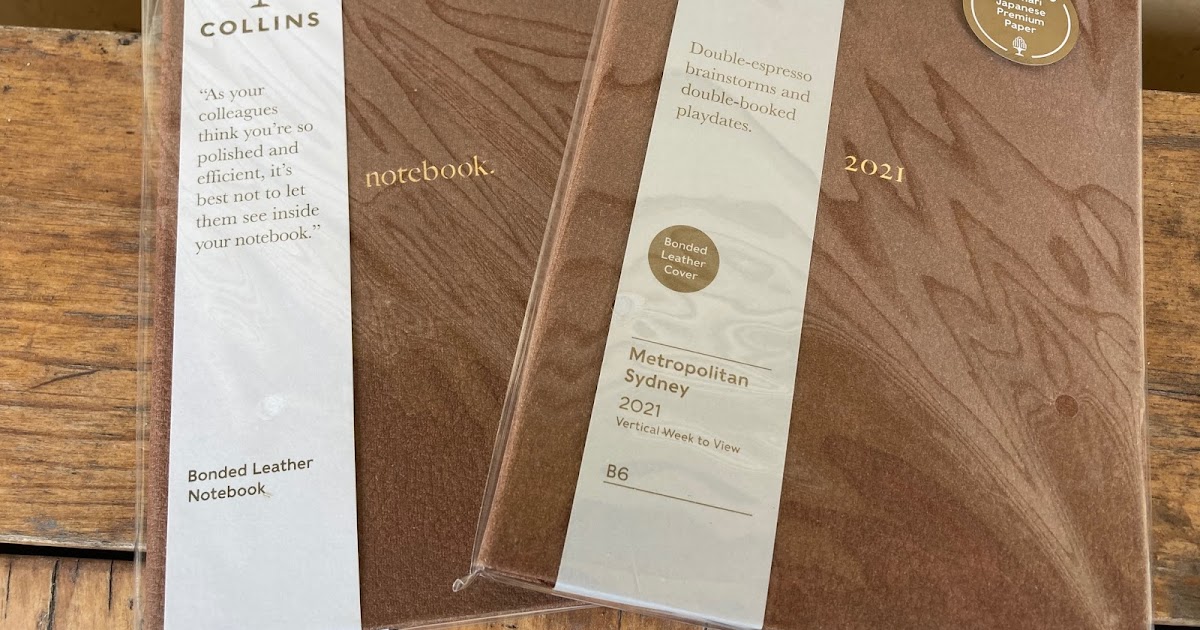 COLLINS
“As your
colleagues
think you’re so
polished and
efficient, it’s
best not to let
them see inside
your notebook.”
Bonded Leather
Notebook
notebook.
Double-espresso
brainstorms and
double-booked
playdates.
Bonded
Leather
Cover
Metropolitan
Sydney
2021
Vertical Week to View
B6
2021
Japanese
Premium
Paper